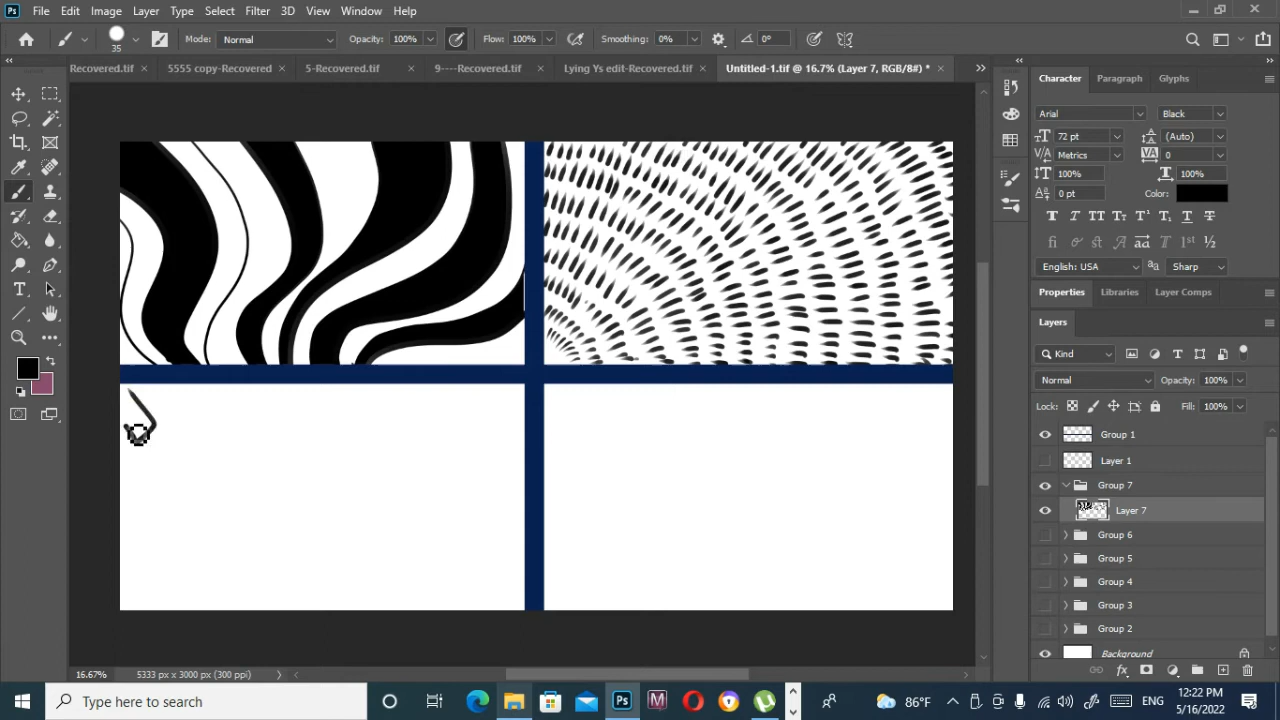 Ps File Edit Image Layer Type Select Filter 3D View Window Help
35 Mode: Normal Opacity: 100% Flow: 100% Smoothing: 0% 0°
Recovered.tif 5555 copy-Recovered 5-Recovered.tif 9----Recovered.tif Lying Ys edit-Recovered.tif Untitled-1.tif @ 16.7% (Layer 7, RGB/8#) *
Character Paragraph Glyphs
Arial Black
72 pt (Auto)
Metrics 0
100% 100%
0 pt Color:
English: USA Sharp
Properties Libraries Layer Comps
Layers
Kind
Normal Opacity: 100%
Lock: Fill: 100%
Group 1
Layer 1
Group 7
Layer 7
Group 6
Group 5
Group 4
Group 3
Group 2
Background
16.67% 5333 px x 3000 px (300 ppi)
Type here to search
Ps M 86°F ENG 12:22 PM
5/16/2022